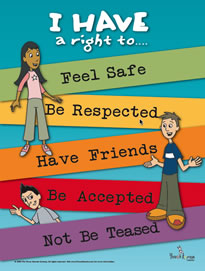 I HAVE
a right to....
Feel Safe
Be Respected
Have Friends
Be Accepted
Not Be Teased